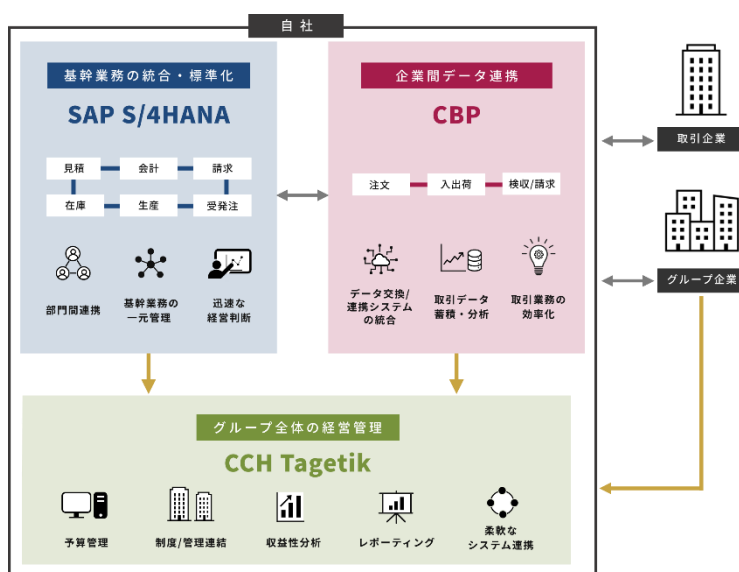 自社
基幹業務の統合・標準化
SAP S/4HANA
見積
会計
請求
在庫
生産
受発注
部門間連携
基幹業務の
一元管理
迅速な
経営判断
企業間データ連携
CBP
注文
入出荷
検収/請求
データ交換/
連携システム
の統合
取引データ
蓄積・分析
取引業務の
効率化
取引企業
グループ企業
グループ全体の経営管理
CCH Tagetik
予算管理
制度/管理連結
収益性分析
レポーティング
柔軟な
システム連携